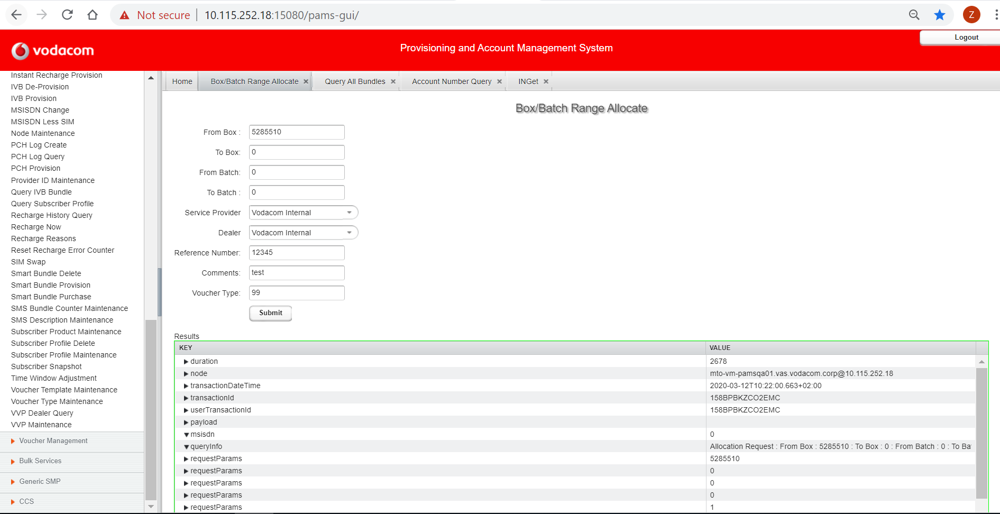 Not secure | 10.115.252.18:15080/pams-gui/
Z
vodacom
Provisioning and Account Management System
Logout
Instant Recharge Provision
IVB De-Provision
IVB Provision
MSISDN Change
MSISDN Less SIM
Node Maintenance
PCH Log Create
PCH Log Query
PCH Provision
Provider ID Maintenance
Query IVB Bundle
Query Subscriber Profile
Recharge History Query
Recharge Now
Recharge Reasons
Reset Recharge Error Counter
SIM Swap
Smart Bundle Delete
Smart Bundle Provision
Smart Bundle Purchase
SMS Bundle Counter Maintenance
SMS Description Maintenance
Subscriber Product Maintenance
Subscriber Profile Delete
Subscriber Profile Maintenance
Subscriber Snapshot
Time Window Adjustment
Voucher Template Maintenance
Voucher Type Maintenance
VVP Dealer Query
VVP Maintenance
Voucher Management
Bulk Services
Generic SMP
CCS
Home Box/Batch Range Allocate Query All Bundles Account Number Query INGet
Box/Batch Range Allocate
From Box : 5285510
To Box: 0
From Batch: 0
To Batch : 0
Service Provider Vodacom Internal
Dealer Vodacom Internal
Reference Number: 12345
Comments: test
Voucher Type: 99
Submit
Results
KEY VALUE
duration 2678
node mto-vm-pamsqa01.vas.vodacom.corp@10.115.252.18
transactionDateTime 2020-03-12T10:22:00.663+02:00
transactionId 158BPBKZCO2EMC
userTransactionId 158BPBKZCO2EMC
payload
msisdn 0
queryInfo Allocation Request : From Box : 5285510 : To Box : 0 : From Batch : 0 : To Ba
requestParams 5285510
requestParams 0
requestParams 0
requestParams 0
requestParams 1